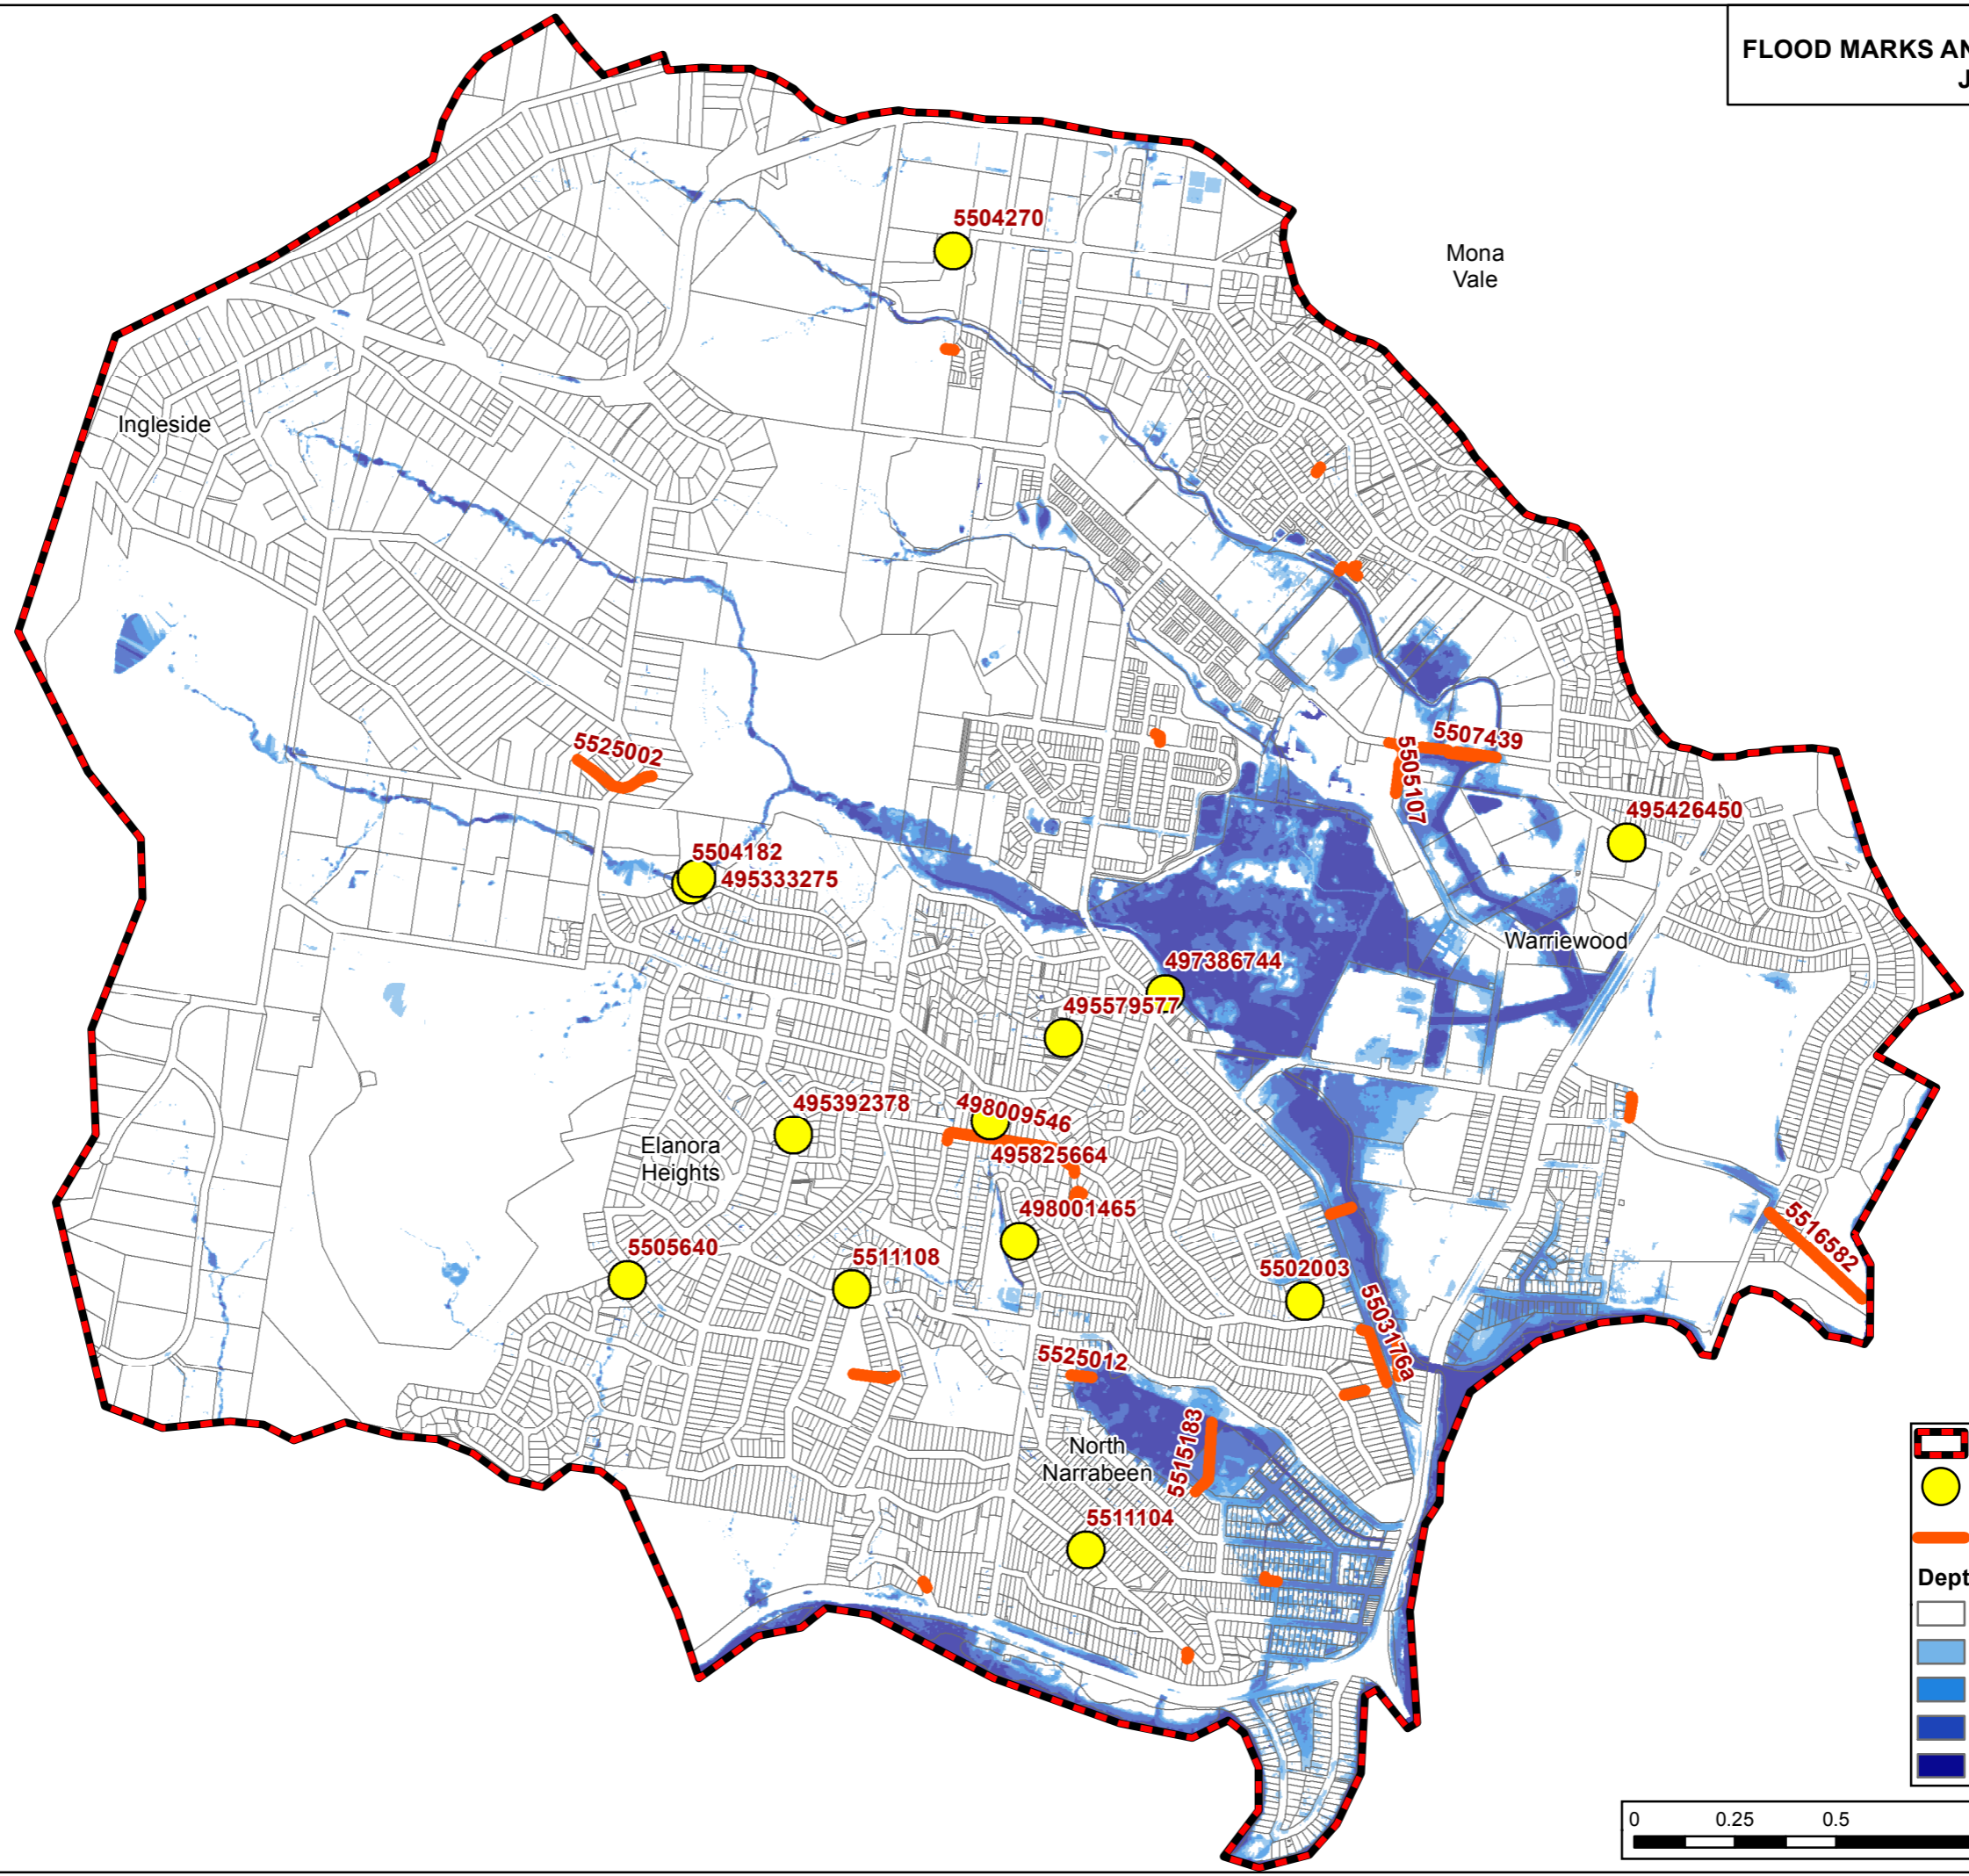 FLOOD MARKS AN
J
5504270
Mona
Vale
Ingleside
5525002
5507439
5505107
495426450
5504182
495333275
Warriewood
497386744
495579577
495392378
498009546
Elanora
Heights
495825664
498001465
5516582
5505640
5511108
5502003
5503176a
5525012
5515183
North
Narrabeen
5511104
Dept
0
0.25
0.5